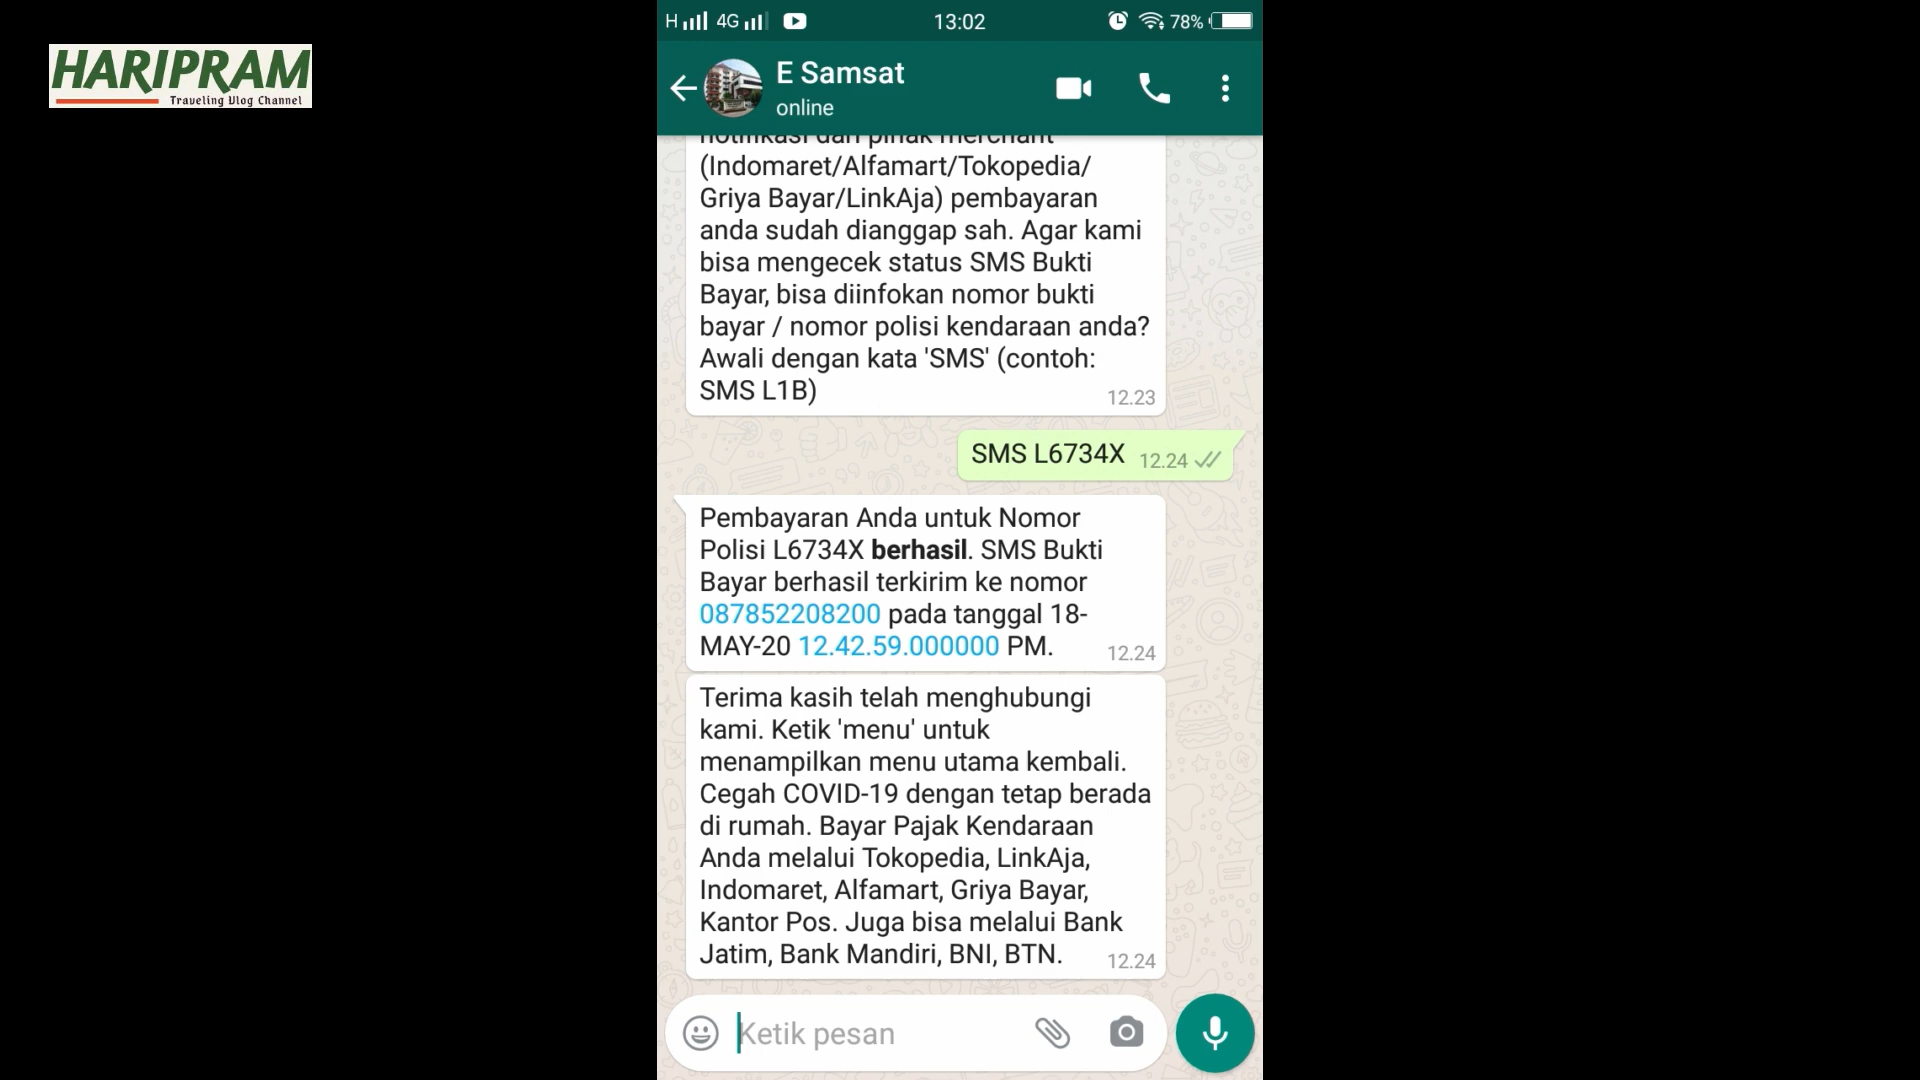 HARIPRAM
Traveling Vlog Channel
H 4G 13:02 78%
E Samsat
online
notifikasi dari pihak merchant
(Indomaret/Alfamart/Tokopedia/
Griya Bayar/LinkAja) pembayaran
anda sudah dianggap sah. Agar kami
bisa mengecek status SMS Bukti
Bayar, bisa diinfokan nomor bukti
bayar / nomor polisi kendaraan anda?
Awali dengan kata 'SMS' (contoh:
SMS L1B) 12.23
SMS L6734X 12.24
Pembayaran Anda untuk Nomor
Polisi L6734X berhasil. SMS Bukti
Bayar berhasil terkirim ke nomor
087852208200 pada tanggal 18-
MAY-20 12.42.59.000000 PM. 12.24
Terima kasih telah menghubungi
kami. Ketik 'menu' untuk
menampilkan menu utama kembali.
Cegah COVID-19 dengan tetap berada
di rumah. Bayar Pajak Kendaraan
Anda melalui Tokopedia, LinkAja,
Indomaret, Alfamart, Griya Bayar,
Kantor Pos. Juga bisa melalui Bank
Jatim, Bank Mandiri, BNI, BTN. 12.24
Ketik pesan